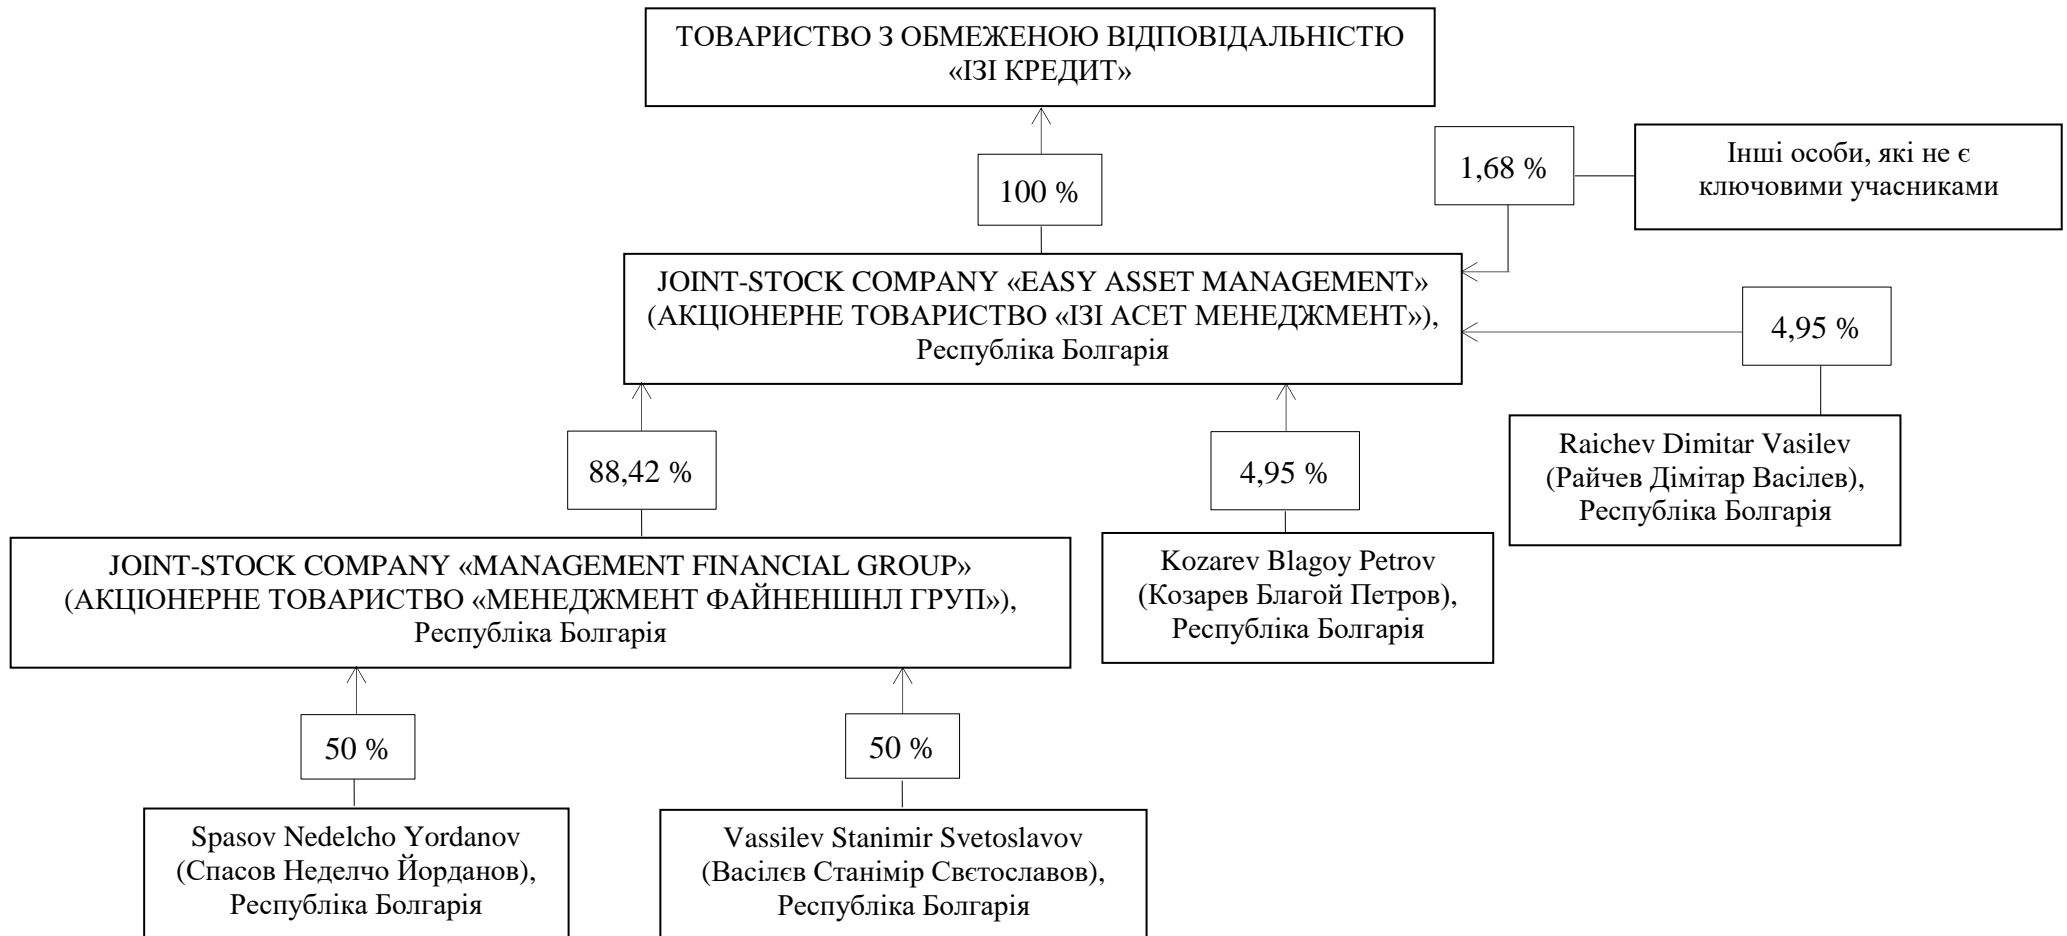 ТОВАРИСТВО З ОБМЕЖЕНОЮ ВІДПОВІДАЛЬНІСТЮ
«ІЗІ КРЕДИТ»
100 %
1,68 %
Інші особи, які не є
ключовими учасниками
JOINT-STOCK COMPANY «EASY ASSET MANAGEMENT»
(АКЦІОНЕРНЕ ТОВАРИСТВО «ІЗІ АСЕТ МЕНЕДЖМЕНТ»),
Республіка Болгарія
4,95 %
Raichev Dimitar Vasilev
(Райчев Дімітар Васілев),
Республіка Болгарія
88,42 %
4,95 %
JOINT-STOCK COMPANY «MANAGEMENT FINANCIAL GROUP»
(АКЦІОНЕРНЕ ТОВАРИСТВО «МЕНЕДЖМЕНТ ФАЙНЕНШНЛ ГРУП»),
Республіка Болгарія
Kozarev Blagoy Petrov
(Козарев Благой Петров),
Республіка Болгарія
50 %
50 %
Spasov Nedelcho Yordanov
(Спасов Неделчо Йорданов),
Республіка Болгарія
Vassilev Stanimir Svetoslavov
(Васілєв Станімір Свєтославов),
Республіка Болгарія